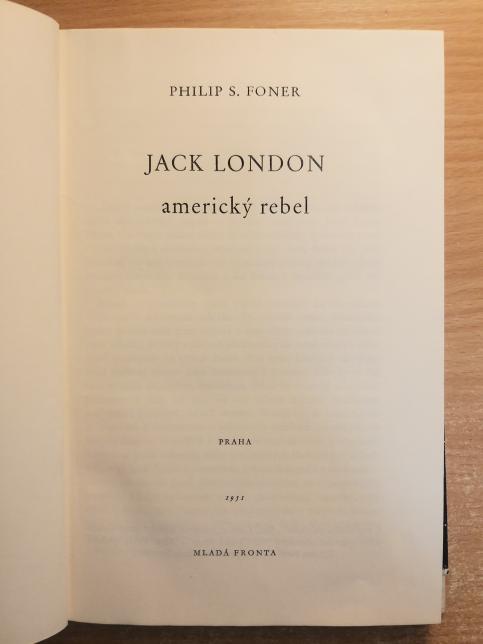 PHILIP S. FONER
JACK LONDON
americký rebel
PRAHA
1951
MLADÁ FRONTA